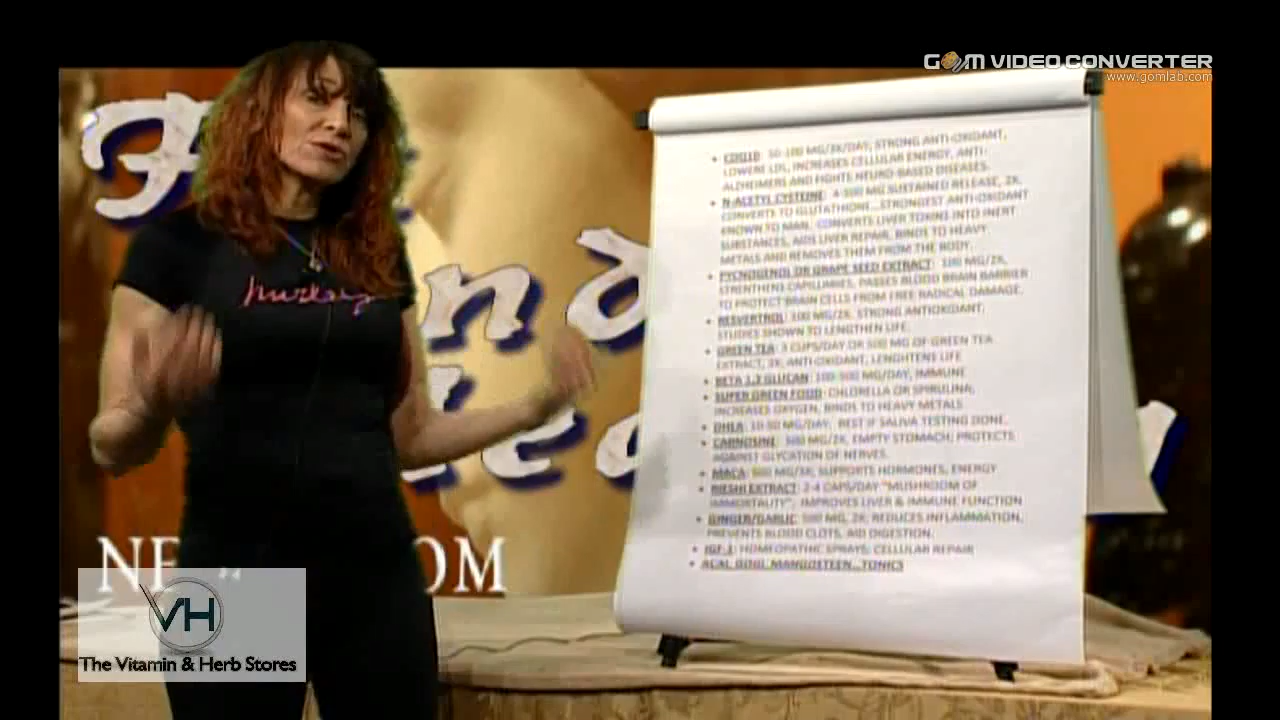 GOM VIDEO CONVERTER
www.gomlab.com
• COQ10: 50-100 MG/3X/DAY, STRONG ANTI-OXIDANT,
LOWERS LDL, INCREASES CELLULAR ENERGY, ANTI-
ALZHEIMERS AND FIGHTS NEURO-BASED DISEASES.
• N-ACETYL CYSTEINE: MG SUSTAINED RELEASE, 2X.
CONVERTS TO GLUTATHIONE...STRONGEST ANTI-OXIDANT
KNOWN TO MAN. CONVERTS LIVER TOXINS INTO INERT
SUBSTANCES, AIDS LIVER REPAIR, BINDS TO HEAVY
METALS AND REMOVES THEM FROM THE BODY.
• PYCNOGENOL OR GRAPE SEED EXTRACT: 100 MG/2X,
STRENTHENS CAPILLARIES, PASSES BLOOD BRAIN BARRIER
TO PROTECT BRAIN CELLS FROM FREE RADICAL DAMAGE.
• RESVERTROL: 100 MG/2X, STRONG ANTIOXIDANT,
STUDIES SHOWN TO LENGTHEN LIFE.
• GREEN TEA: 3 CUPS/DAY OR 500 MG OF GREEN TEA
EXTRACT, 2X, ANTI-OXIDANT, LENGHTENS LIFE
• BETA 1,3 GLUCAN: 100-500 MG/DAY, IMMUNE
• SUPER GREEN FOOD: CHLORELLA OR SPIRULINA,
INCREASES OXYGEN, BINDS TO HEAVY METALS
• DHEA: 10-50 MG/DAY, BEST IF SALIVA TESTING DONE.
• CARNOSINE: 500 MG/2X, EMPTY STOMACH, PROTECTS
AGAINST GLYCATION OF NERVES.
• MACA: 500 MG/3X, SUPPORTS HORMONES, ENERGY
• RIESHI EXTRACT: 2-4 CAPS/DAY "MUSHROOM OF
IMMORTALITY", IMPROVES LIVER & IMMUNE FUNCTION
• GINGER/GARLIC: 500 MG, 2X, REDUCES INFLAMMATION,
PREVENTS BLOOD CLOTS, AID DIGESTION.
• IGF-1: HOMEOPATHIC SPRAYS; CELLULAR REPAIR
• ACAI, GOGI, MANGOSTEEN...TONICS
VH
The Vitamin & Herb Stores